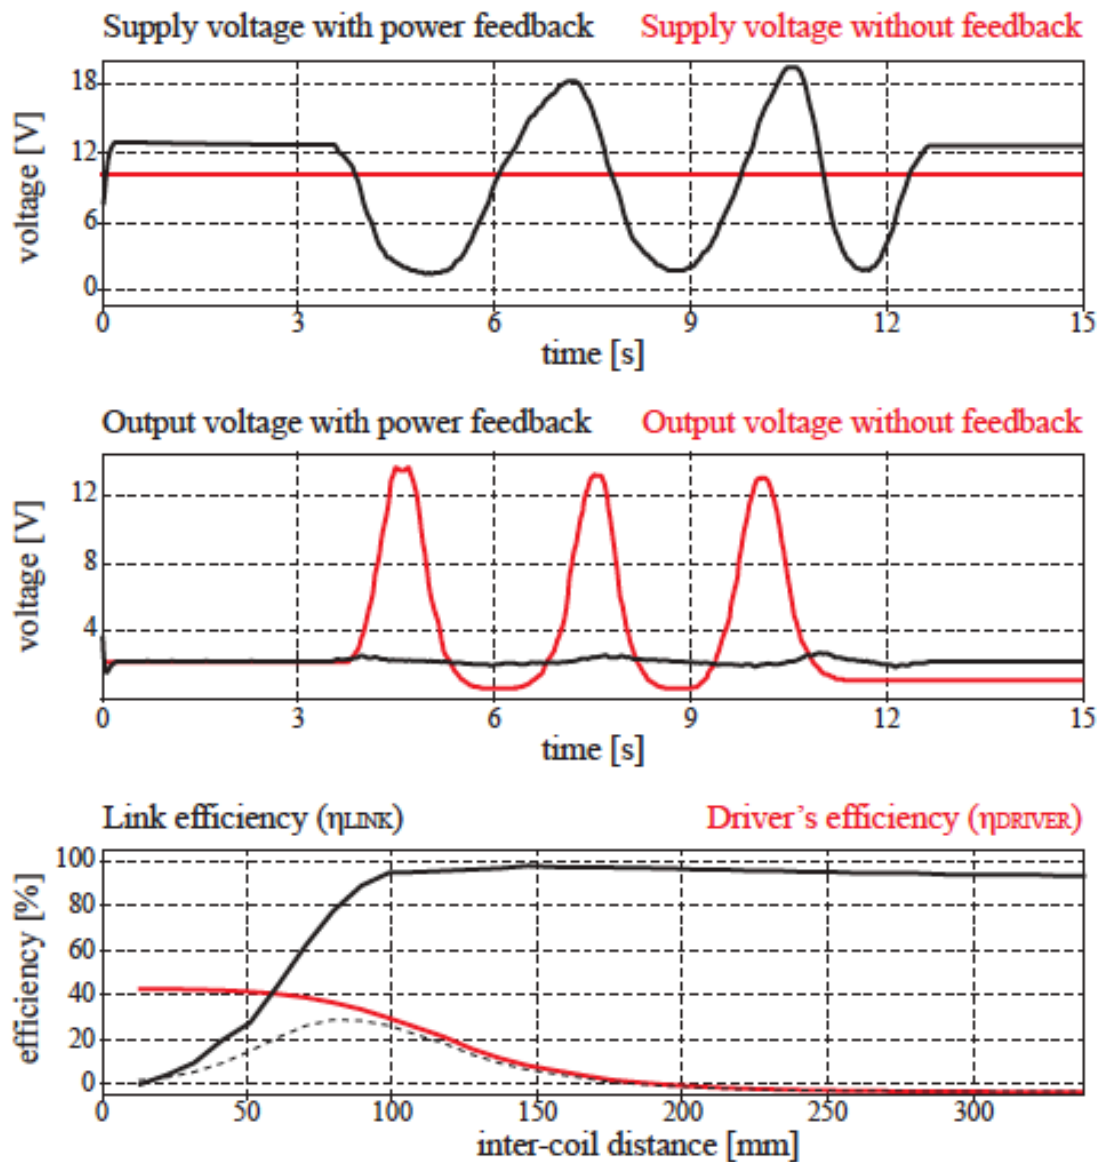 Supply voltage with power feedback Supply voltage without feedback
18
12
6
0
voltage [V]
0 3 6 9 12 15
time [s]
Output voltage with power feedback Output voltage without feedback
12
8
4
voltage [V]
0 3 6 9 12 15
time [s]
Link efficiency (ηLINK) Driver's efficiency (ηDRIVER)
100
80
60
40
20
0
efficiency [%]
0 50 100 150 200 250 300
inter-coil distance [mm]